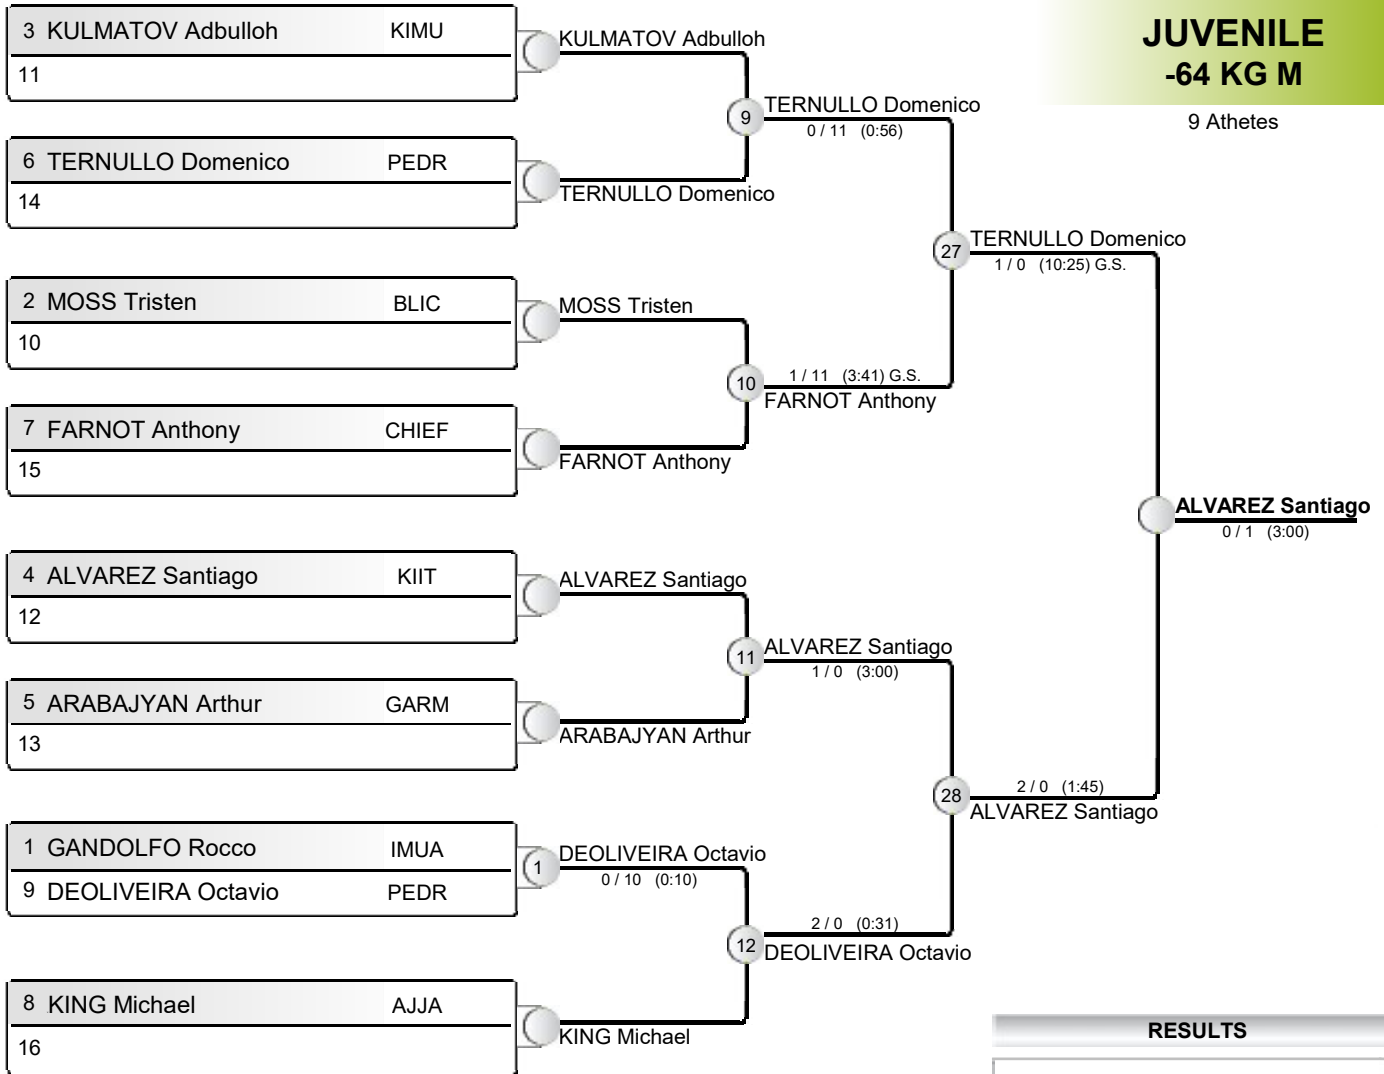 JUVENILE
-64 KG M
9 Athetes
3 KULMATOV Adbulloh KIMU
11
6 TERNULLO Domenico PEDR
14
2 MOSS Tristen BLIC
10
7 FARNOT Anthony CHIEF
15
4 ALVAREZ Santiago KIIT
12
5 ARABAJYAN Arthur GARM
13
1 GANDOLFO Rocco IMUA
9 DEOLIVEIRA Octavio PEDR
8 KING Michael AJJA
16
KULMATOV Adbulloh
TERNULLO Domenico
MOSS Tristen
FARNOT Anthony
ALVAREZ Santiago
ARABAJYAN Arthur
1
DEOLIVEIRA Octavio
0 / 10 (0:10)
KING Michael
9
TERNULLO Domenico
0 / 11 (0:56)
10
1 / 11 (3:41) G.S.
FARNOT Anthony
11
ALVAREZ Santiago
1 / 0 (3:00)
12
2 / 0 (0:31)
DEOLIVEIRA Octavio
27
TERNULLO Domenico
1 / 0 (10:25) G.S.
28
2 / 0 (1:45)
ALVAREZ Santiago
ALVAREZ Santiago
0 / 1 (3:00)
RESULTS